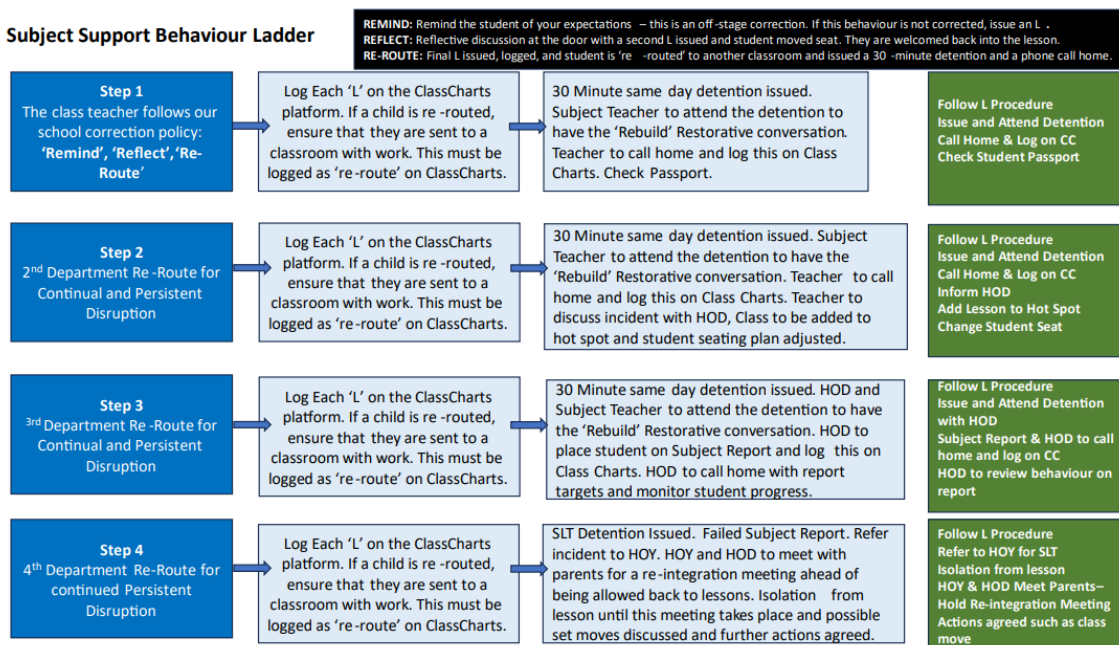 Subject Support Behaviour Ladder
REMIND: Remind the student of your expectations – this is an off-stage correction. If this behaviour is not corrected, issue an L .
REFLECT: Reflective discussion at the door with a second L issued and student moved seat. They are welcomed back into the lesson.
RE-ROUTE: Final L issued, logged, and student is 're -routed' to another classroom and issued a 30 -minute detention and a phone call home.
Step 1
The class teacher follows our
school correction policy:
'Remind', 'Reflect','Re-
Route'
Log Each 'L' on the ClassCharts
platform. If a child is re -routed,
ensure that they are sent to a
classroom with work. This must be
logged as 're-route' on ClassCharts.
30 Minute same day detention issued.
Subject Teacher to attend the detention to
have the 'Rebuild' Restorative conversation.
Teacher to call home and log this on Class
Charts. Check Passport.
Follow L Procedure
Issue and Attend Detention
Call Home & Log on CC
Check Student Passport
Step 2
2nd Department Re -Route for
Continual and Persistent
Disruption
Log Each 'L' on the ClassCharts
platform. If a child is re -routed,
ensure that they are sent to a
classroom with work. This must be
logged as 're-route' on ClassCharts.
30 Minute same day detention issued. Subject
Teacher to attend the detention to have the
'Rebuild' Restorative conversation. Teacher to call
home and log this on Class Charts. Teacher to
discuss incident with HOD, Class to be added to
hot spot and student seating plan adjusted.
Follow L Procedure
Issue and Attend Detention
Call Home & Log on CC
Inform HOD
Add Lesson to Hot Spot
Change Student Seat
Step 3
3rd Department Re -Route for
Continual and Persistent
Disruption
Log Each 'L' on the ClassCharts
platform. If a child is re -routed,
ensure that they are sent to a
classroom with work. This must be
logged as 're-route' on ClassCharts.
30 Minute same day detention issued. HOD and
Subject Teacher to attend the detention to have
the 'Rebuild' Restorative conversation. HOD to
place student on Subject Report and log this on
Class Charts. HOD to call home with report
targets and monitor student progress.
Follow L Procedure
Issue and Attend Detention
with HOD
Subject Report & HOD to call
home and log on CC
HOD to review behaviour on
report
Step 4
4th Department Re-Route for
continued Persistent
Disruption
Log Each 'L' on the ClassCharts
platform. If a child is re -routed,
ensure that they are sent to a
classroom with work. This must be
logged as 're-route' on ClassCharts.
SLT Detention Issued. Failed Subject Report. Refer
incident to HOY. HOY and HOD to meet with
parents for a re-integration meeting ahead of
being allowed back to lessons. Isolation from
lesson until this meeting takes place and possible
set moves discussed and further actions agreed.
Follow L Procedure
Refer to HOY for SLT
Isolation from lesson
HOY & HOD Meet Parents–
Hold Re-integration Meeting
Actions agreed such as class
move